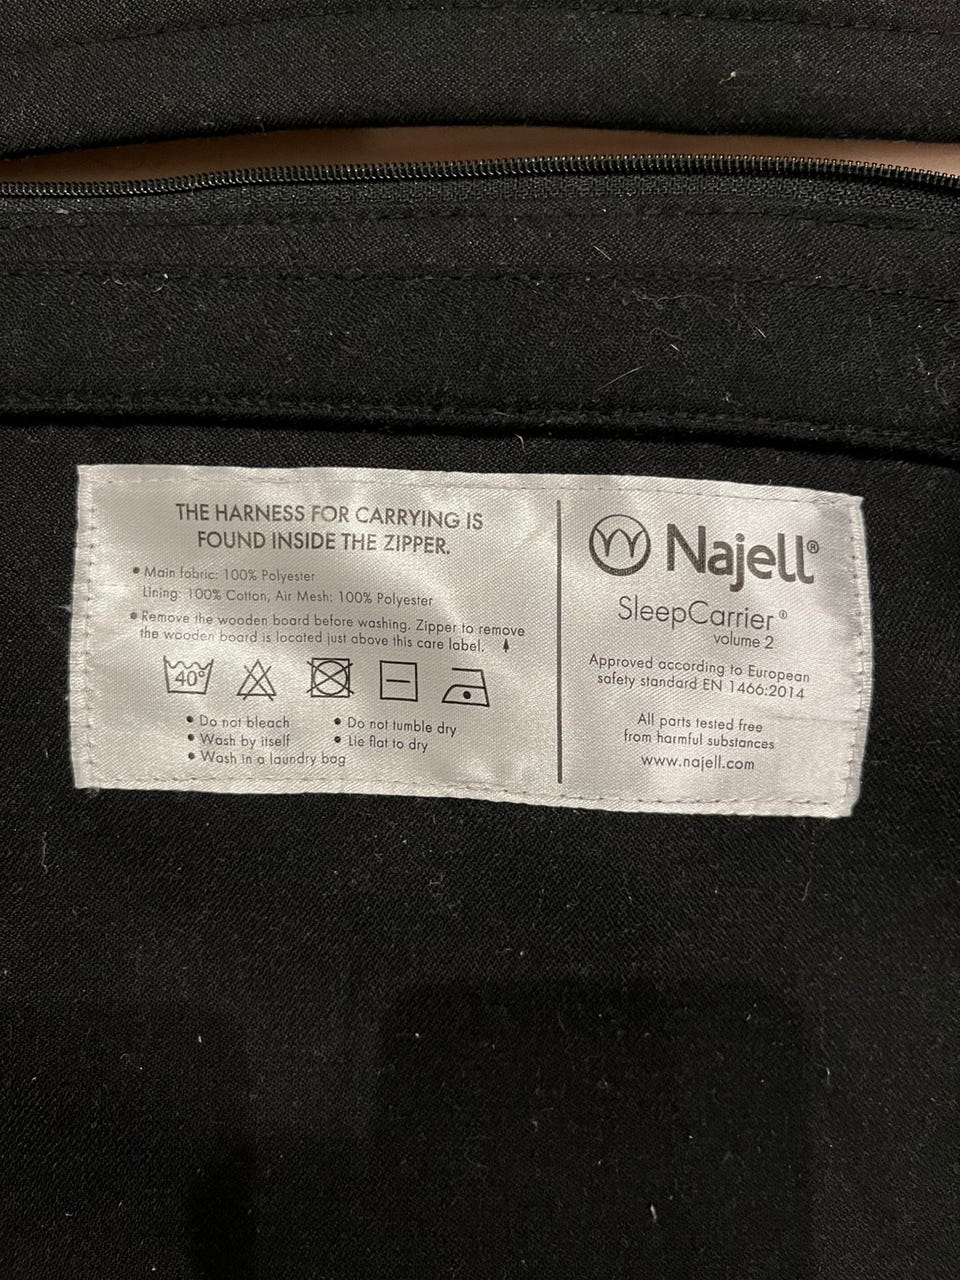 THE HARNESS FOR CARRYING IS
FOUND INSIDE THE ZIPPER.
• Main fabric: 100% Polyester
Lining: 100% Cotton, Air Mesh: 100% Polyester
• Remove the wooden board before washing. Zipper to remove
the wooden board is located just above this care label.
40°
• Do not bleach
• Wash by itself
• Wash in a laundry bag
• Do not tumble dry
• Lie flat to dry
Najell®
SleepCarrier®
volume 2
Approved according to European
safety standard EN 1466:2014
All parts tested free
from harmful substances
www.najell.com